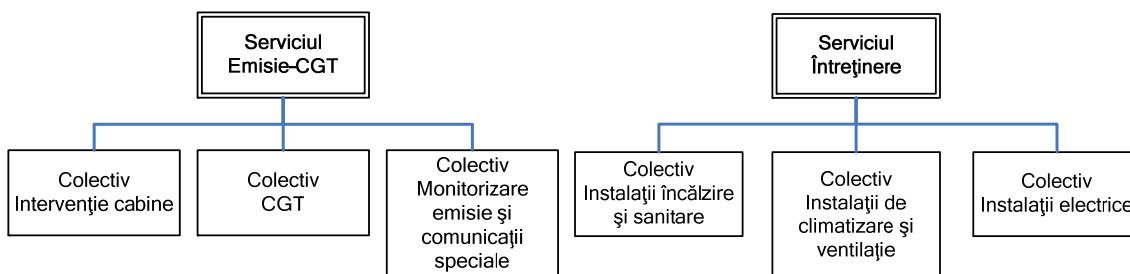 Serviciul
Emisie-CGT
Serviciul
Întreţinere
Colectiv
Intervenţie cabine
Colectiv
CGT
Colectiv
Monitorizare
emisie şi
comunicaţii
speciale
Colectiv
Instalaţii încălzire
şi sanitare
Colectiv
Instalaţii de
climatizare şi
ventilaţie
Colectiv
Instalaţii electrice